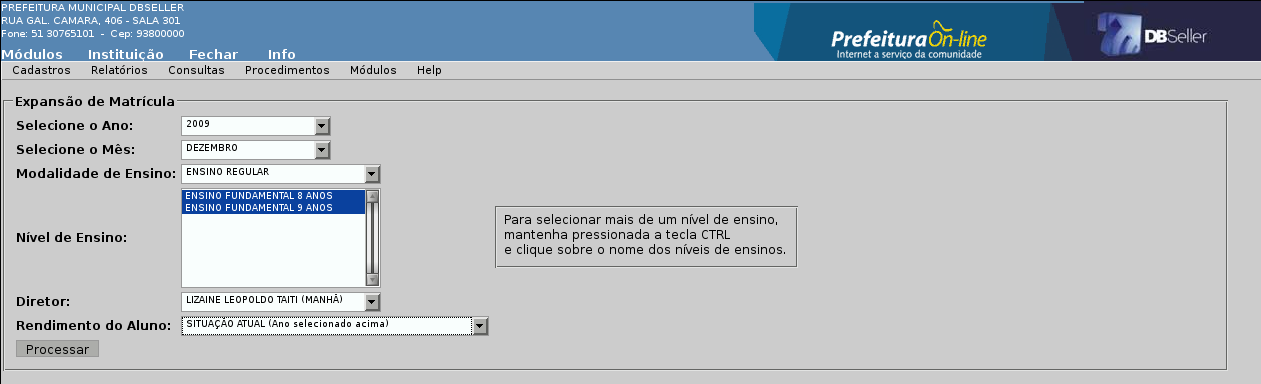 PREFEITURA MUNICIPAL DBSELLER
RUA GAL. CAMARA, 406 - SALA 301
Fone: 51 30765101 - Cep: 93800000
Prefeitura On-line
Internet a serviço da comunidade
DBSeller
Módulos Instituição Fechar Info
Cadastros Relatórios Consultas Procedimentos Módulos Help
Expansão de Matrícula
Selecione o Ano: 2009
Selecione o Mês: DEZEMBRO
Modalidade de Ensino: ENSINO REGULAR
ENSINO FUNDAMENTAL 8 ANOS
ENSINO FUNDAMENTAL 9 ANOS
Nível de Ensino:
Para selecionar mais de um nível de ensino,
mantenha pressionada a tecla CTRL
e clique sobre o nome dos níveis de ensinos.
Diretor: LIZAINE LEOPOLDO TAITI (MANHÃ)
Rendimento do Aluno: SITUAÇÃO ATUAL (Ano selecionado acima)
Processar